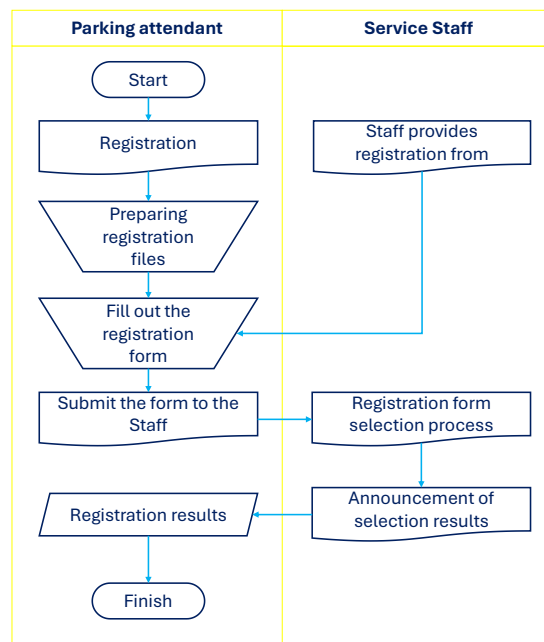 Parking attendant
Service Staff
Start
Registration
Staff provides
registration from
Preparing
registration
files
Fill out the
registration
form
Submit the form to the
Staff
Registration form
selection process
Announcement of
selection results
Registration results
Finish